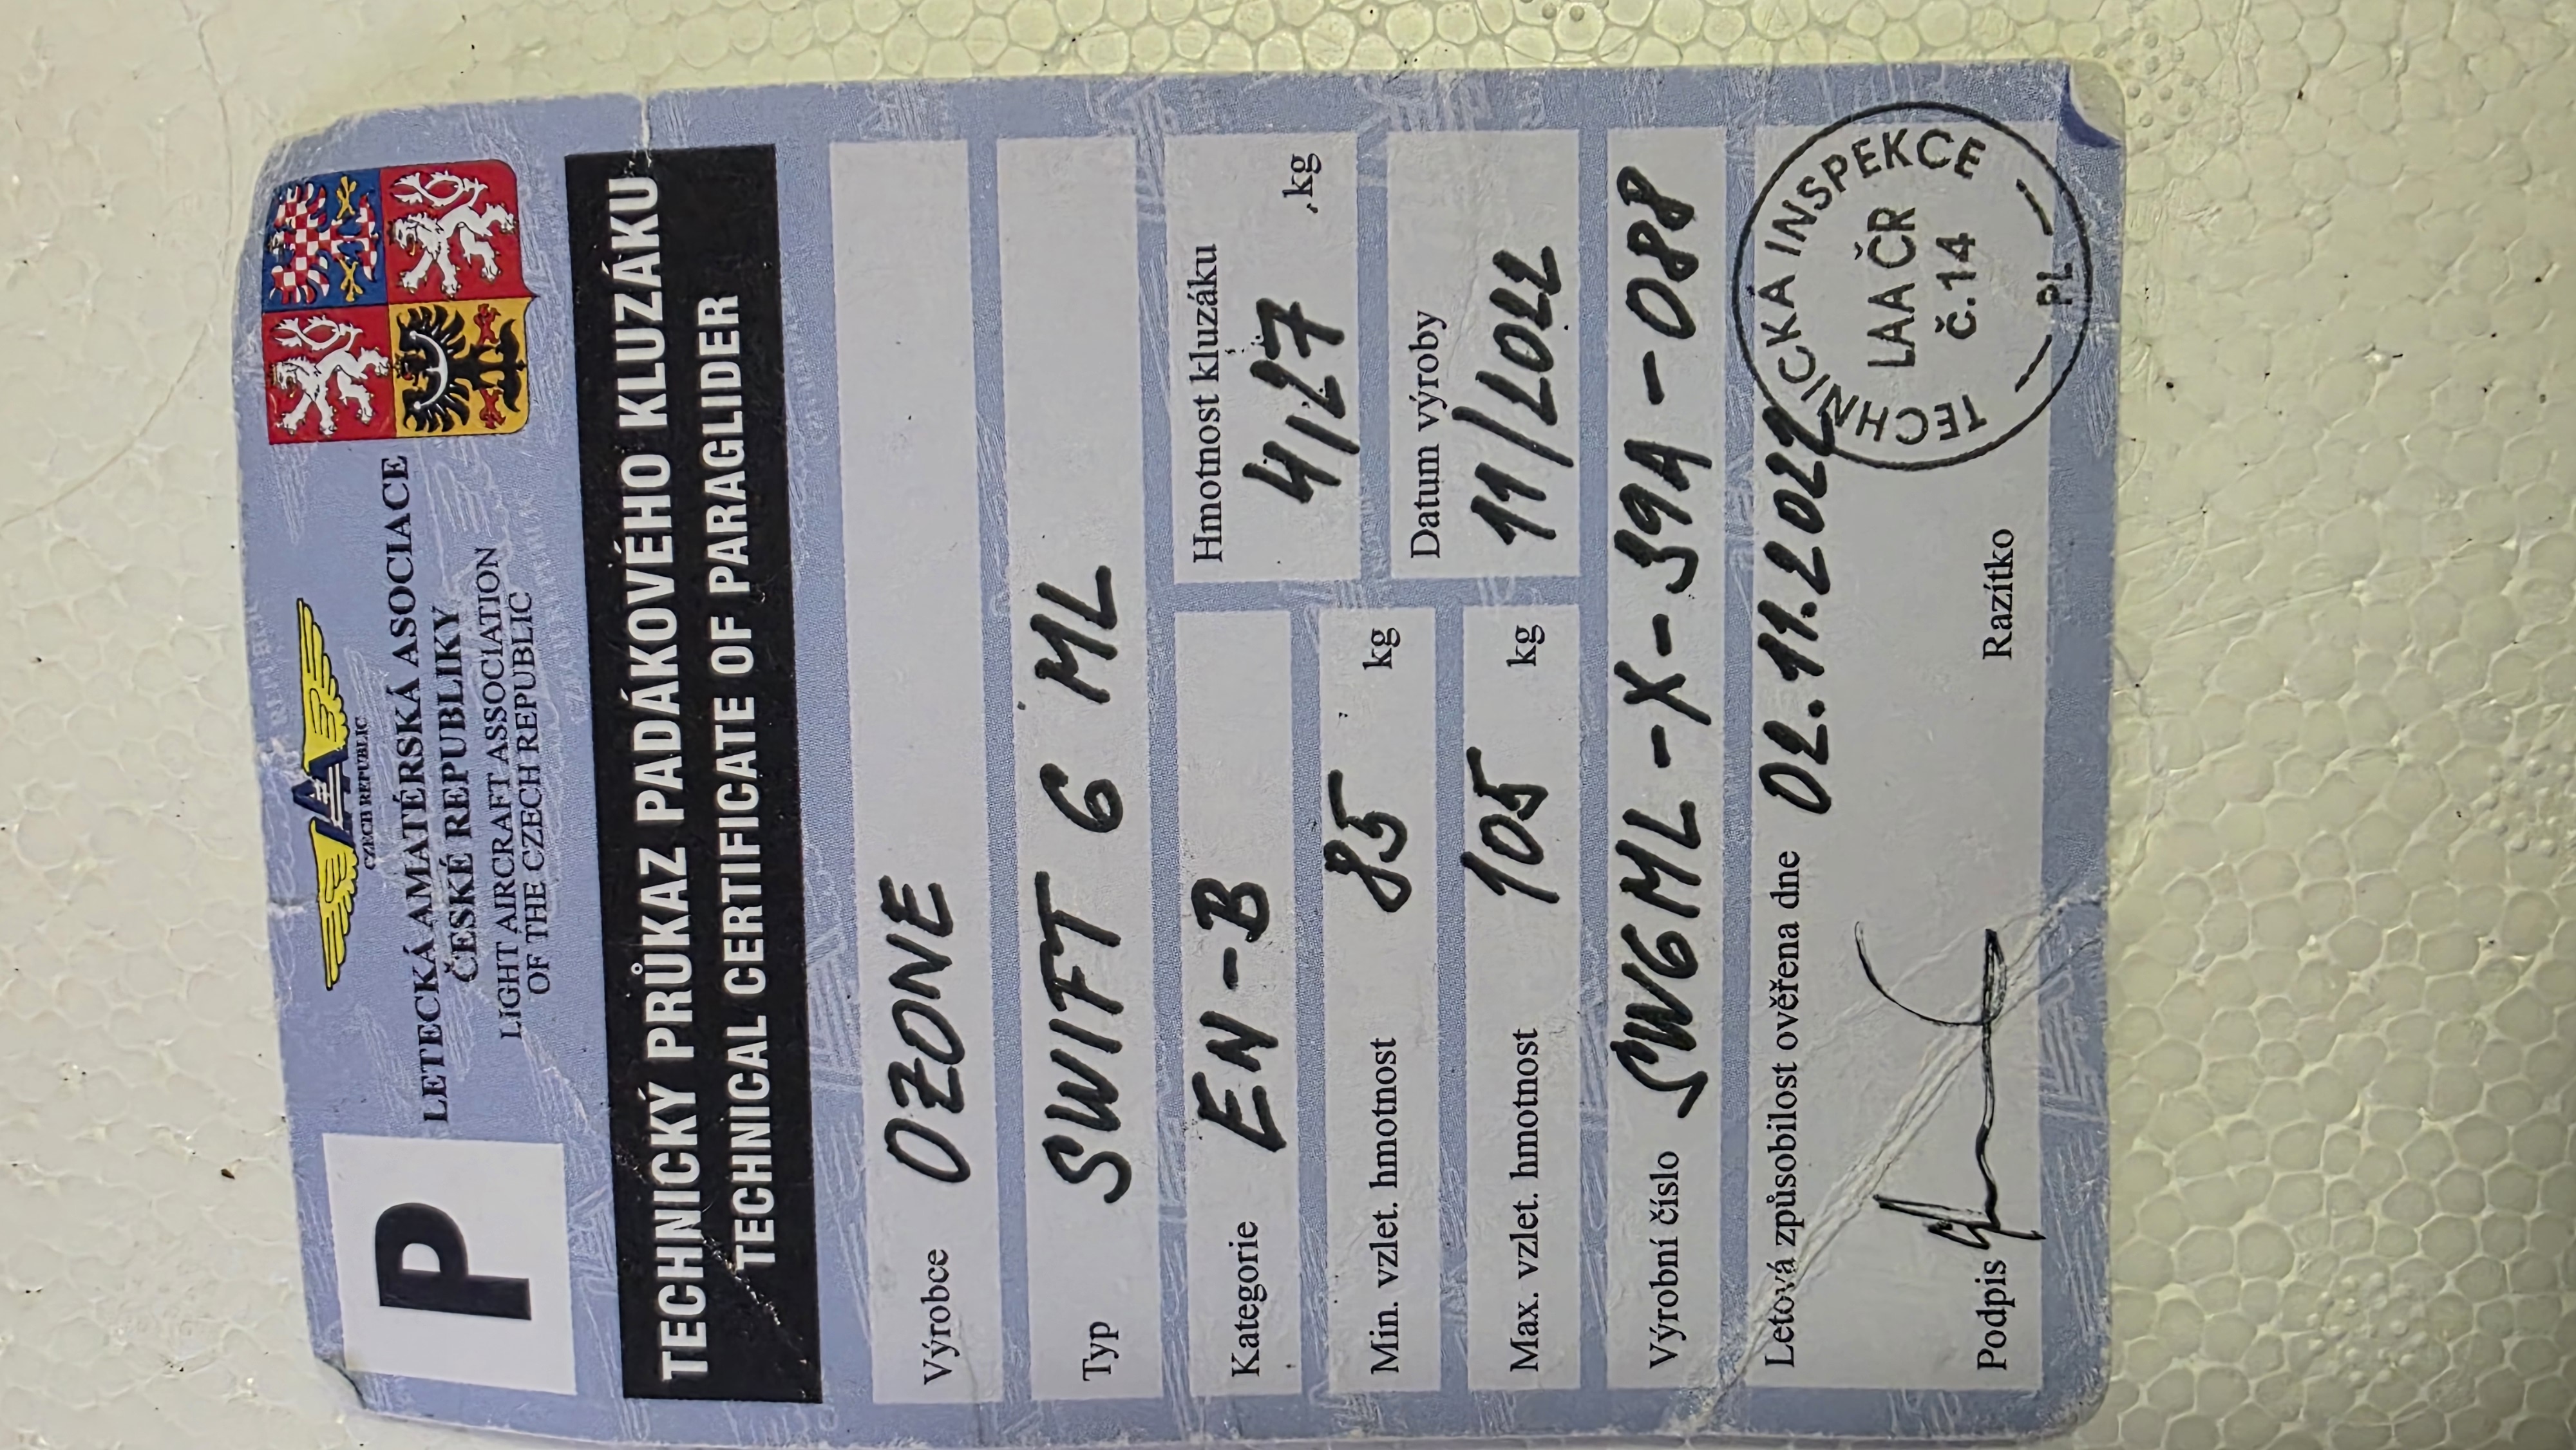 P
CZECH REPUBLIC
LETECKÁ AMATÉRSKÁ ASOCIACE
ČESKÉ REPUBLIKY
LIGHT AIRCRAFT ASSOCIATION
OF THE CZECH REPUBLIC
TECHNICKÝ PRŮKAZ PADÁKOVÉHO KLUZÁKU
TECHNICAL CERTIFICATE OF PARAGLIDER
Výrobce OZONE
Typ SWIFT 6 ML
Kategorie EN-B
Hmotnost kluzáku
4,27 kg
Min. vzlet. hmotnost 85 kg
Datum výroby
11/2022
Max. vzlet. hmotnost 105 kg
Výrobní číslo SW6ML-X-39A-088
Letová způsobilost ověřena dne 02.11.2022
Podpis
Razítko
TECHNICKÁ INSPEKCE
LAA ČR
č.14
PL